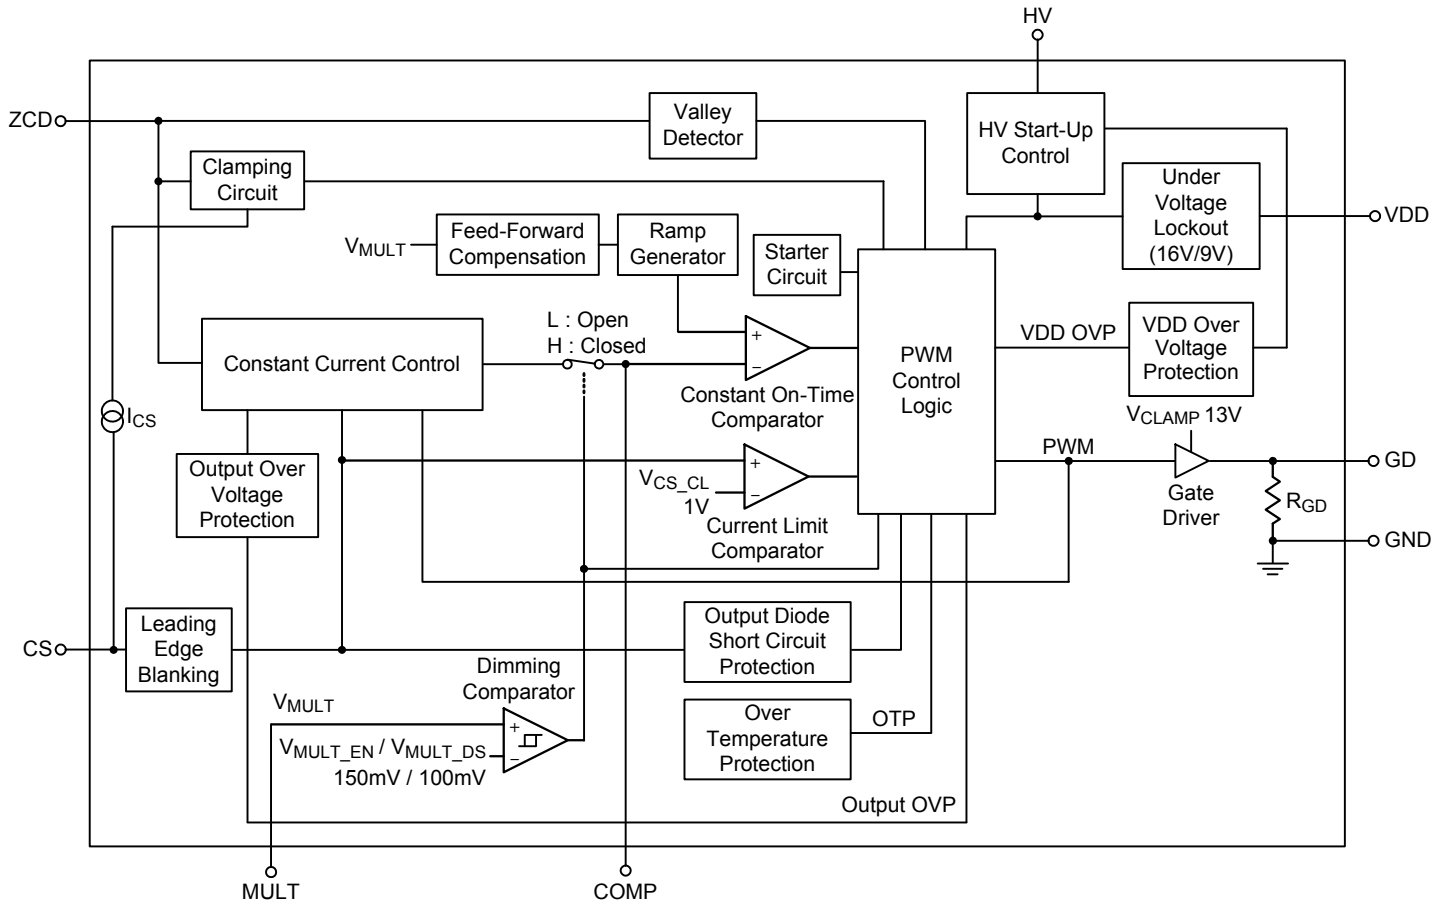 HV
ZCD
Valley
Detector
HV Start-Up
Control
Clamping
Circuit
Under
Voltage
Lockout
(16V/9V)
VDD
VMULT
Feed-Forward
Compensation
Ramp
Generator
Starter
Circuit
L : Open
H : Closed
Constant Current Control
+
−
Constant On-Time
Comparator
PWM
Control
Logic
VDD OVP
VDD Over
Voltage
Protection
ICS
VCLAMP 13V
PWM
GD
Gate
Driver
RGD
GND
Output Over
Voltage
Protection
VCS_CL
1V
+
−
Current Limit
Comparator
CS
Leading
Edge
Blanking
Output Diode
Short Circuit
Protection
Dimming
Comparator
VMULT
+
−
VMULT_EN / VMULT_DS
150mV / 100mV
Over
Temperature
Protection
OTP
Output OVP
MULT
COMP